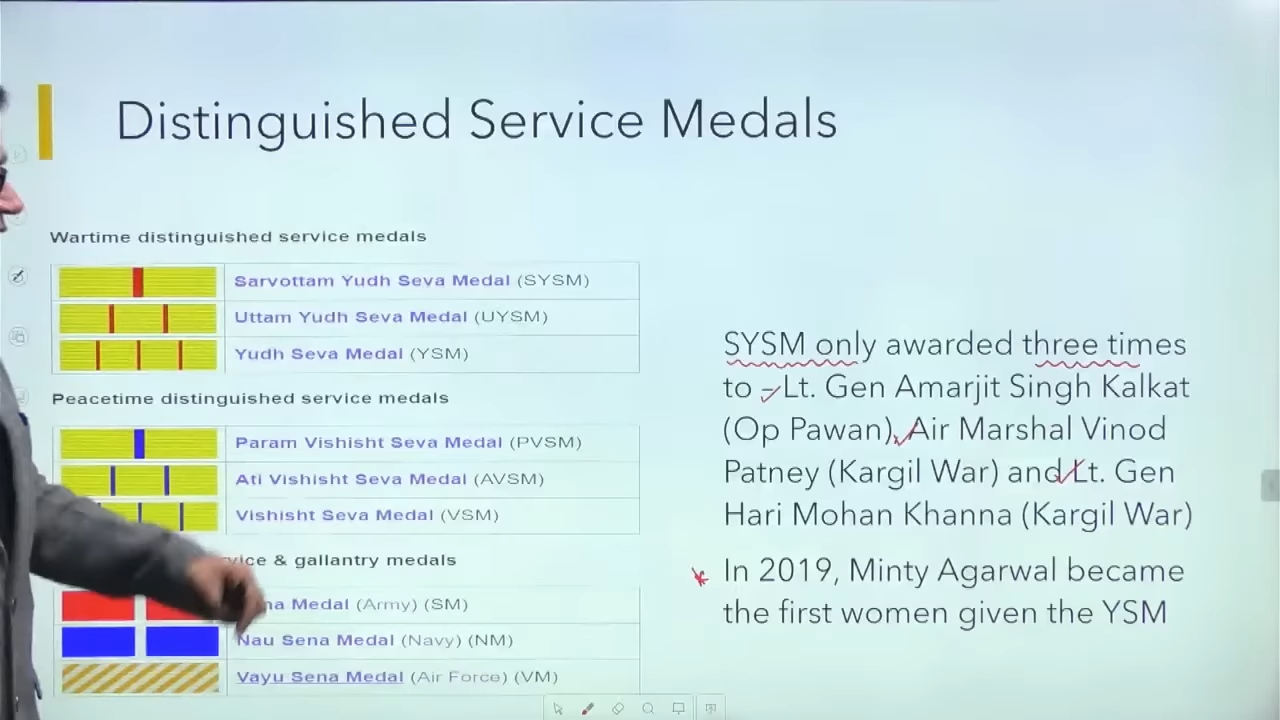 Distinguished Service Medals
Wartime distinguished service medals
Sarvottam Yudh Seva Medal (SYSM)
Uttam Yudh Seva Medal (UYSM)
Yudh Seva Medal (YSM)
Peacetime distinguished service medals
Param Vishisht Seva Medal (PVSM)
Ati Vishisht Seva Medal (AVSM)
Vishisht Seva Medal (VSM)
& gallantry medals
Medal (Army) (SM)
Nau Sena Medal (Navy) (NM)
Vayu Sena Medal (Air Force) (VM)
SYSM only awarded three times
to – Lt. Gen Amarjit Singh Kalkat
(Op Pawan), Air Marshal Vinod
Patney (Kargil War) and Lt. Gen
Hari Mohan Khanna (Kargil War)
In 2019, Minty Agarwal became
the first women given the YSM